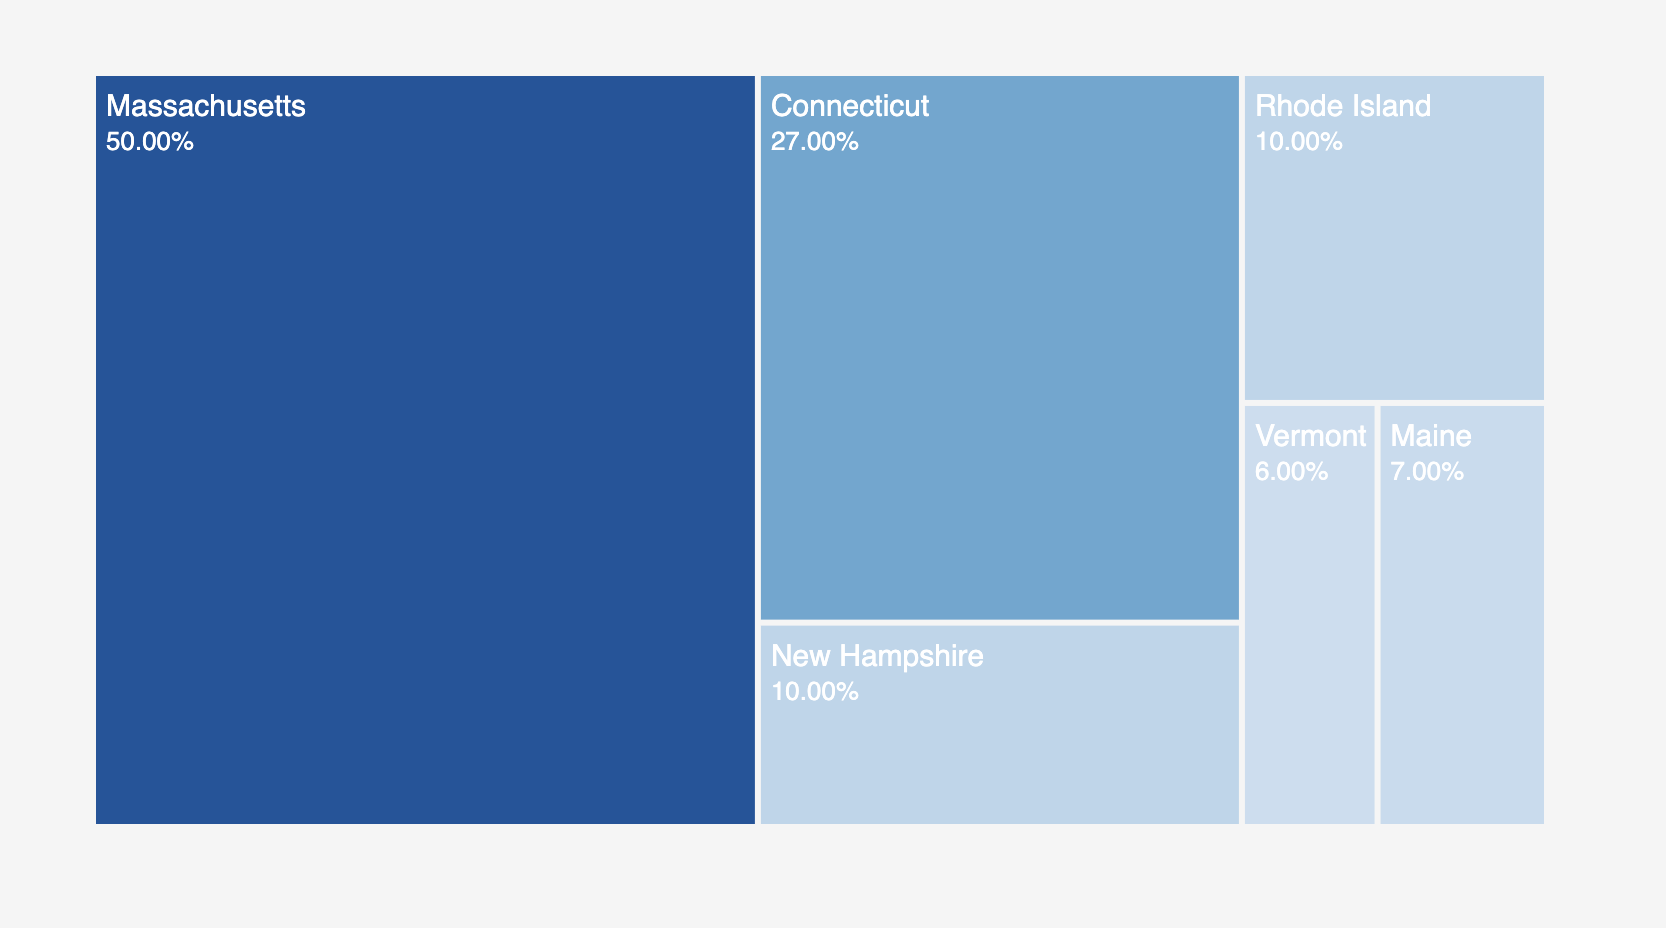 Massachusetts
50.00%
Connecticut
27.00%
Rhode Island
10.00%
Vermont
6.00%
Maine
7.00%
New Hampshire
10.00%